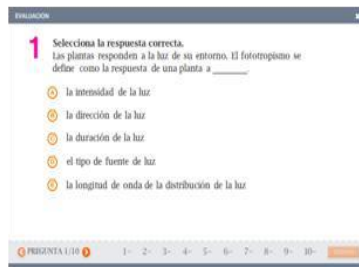 EVALUACIÓN
1
Selecciona la respuesta correcta.
Las plantas responden a la luz de su entorno. El fototropismo se
define como la respuesta de una planta a ________.
A la intensidad de la luz
B la dirección de la luz
C la duración de la luz
D el tipo de fuente de luz
E la longitud de onda de la distribución de la luz
PREGUNTA 1/10 1- 2- 3- 4- 5- 6- 7- 8- 9- 10-